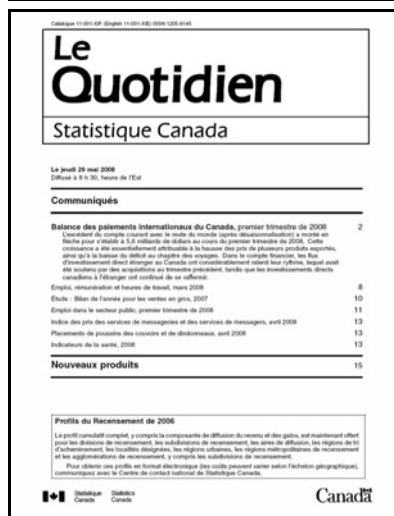 Catalogue 11-001-XIF (English 11-001-XIE) ISSN 1205-9145
Le
Quotidien
Statistique Canada
Le jeudi 29 mai 2008
Diffusé à 8 h 30, heure de l'Est
Communiqués
Balance des paiements internationaux du Canada, premier trimestre de 2008 2
L'excédent du compte courant avec le reste du monde (après désaisonnalisation) a monté en
flèche pour s'établir à 5,6 milliards de dollars au cours du premier trimestre de 2008. Cette
croissance a été essentiellement attribuable à la hausse des prix de plusieurs produits exportés,
ainsi qu'à la baisse du déficit au chapitre des voyages. Dans le compte financier, les flux
d'investissement direct étranger au Canada ont considérablement ralenti leur rythme, lequel avait
été soutenu par des acquisitions au trimestre précédent, tandis que les investissements directs
canadiens à l'étranger ont continué de se raffermir.
Emploi, rémunération et heures de travail, mars 2008 8
Étude : Bilan de l'année pour les ventes en gros, 2007 10
Emploi dans le secteur public, premier trimestre de 2008 11
Indice des prix des services de messageries et des services de messagers, avril 2008 13
Placements de poussins des couvoirs et de dindonneaux, avril 2008 13
Indicateurs de la santé, 2008 13
Nouveaux produits 15
Profils du Recensement de 2006
Le profil cumulatif complet, y compris la composante de diffusion du revenu et des gains, est maintenant offert
pour les divisions de recensement, les subdivisions de recensement, les aires de diffusion, les régions de tri
d'acheminement, les localités désignées, les régions urbaines, les régions métropolitaines de recensement
et les agglomérations de recensement, y compris les subdivisions de recensement.
Pour obtenir ces profils en format électronique (les coûts peuvent varier selon l'échelon géographique),
communiquez avec le Centre de contact national de Statistique Canada.
Statistique Statistics
Canada Canada
Canada